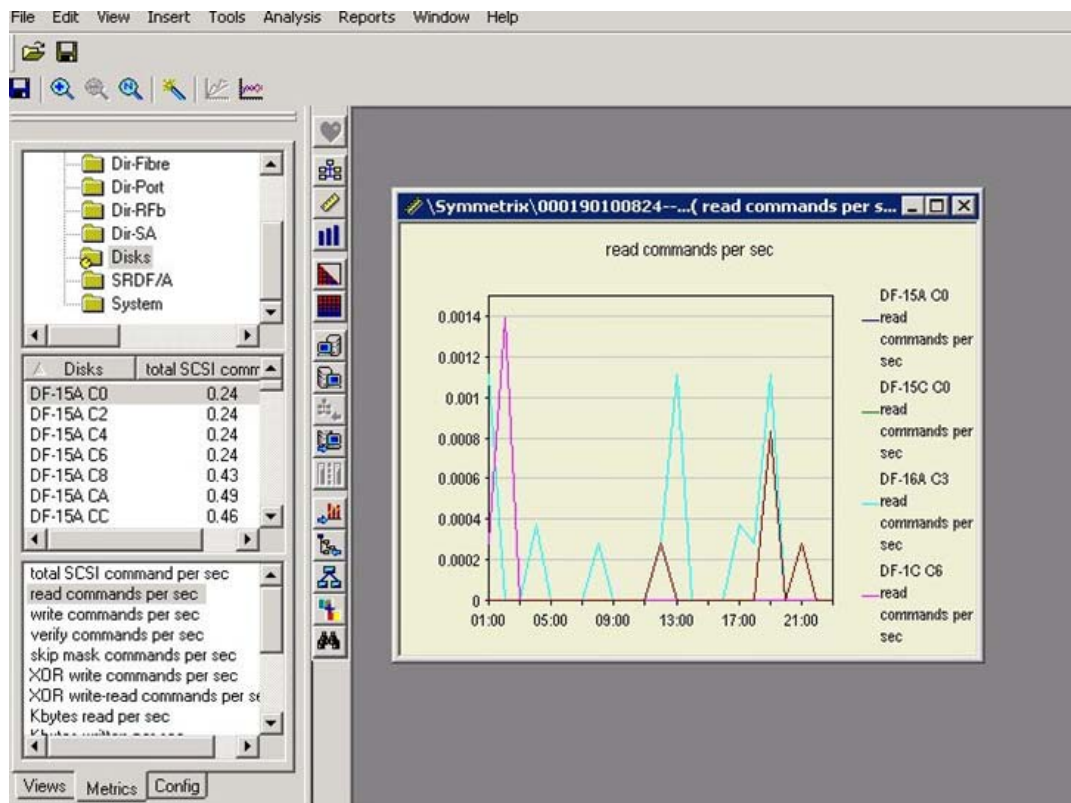 File Edit View Insert Tools Analysis Reports Window Help
Dir-Fibre
Dir-Port
Dir-RFb
Dir-SA
Disks
SRDF/A
System
Disks total SCSI comm
DF-15A C0 0.24
DF-15A C2 0.24
DF-15A C4 0.24
DF-15A C6 0.24
DF-15A C8 0.43
DF-15A CA 0.49
DF-15A CC 0.46
total SCSI command per sec
read commands per sec
write commands per sec
verify commands per sec
skip mask commands per sec
XOR write commands per sec
XOR write-read commands per se
Kbytes read per sec
Views Metrics Config
\Symmetrix\000190100824--...( read commands per s...
read commands per sec
0.0014
0.0012
0.001
0.0008
0.0006
0.0004
0.0002
0
01:00 05:00 09:00 13:00 17:00 21:00
DF-15A C0
read
commands per
sec
DF-15C C0
read
commands per
sec
DF-16A C3
read
commands per
sec
DF-1C C6
read
commands per
sec